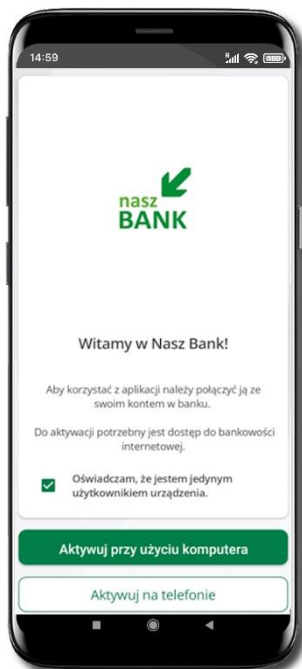 14:59
nasz
BANK
Witamy w Nasz Bank!
Aby korzystać z aplikacji należy połączyć ją ze
swoim kontem w banku.
Do aktywacji potrzebny jest dostęp do bankowości
internetowej.
Oświadczam, że jestem jedynym
użytkownikiem urządzenia.
Aktywuj przy użyciu komputera
Aktywuj na telefonie